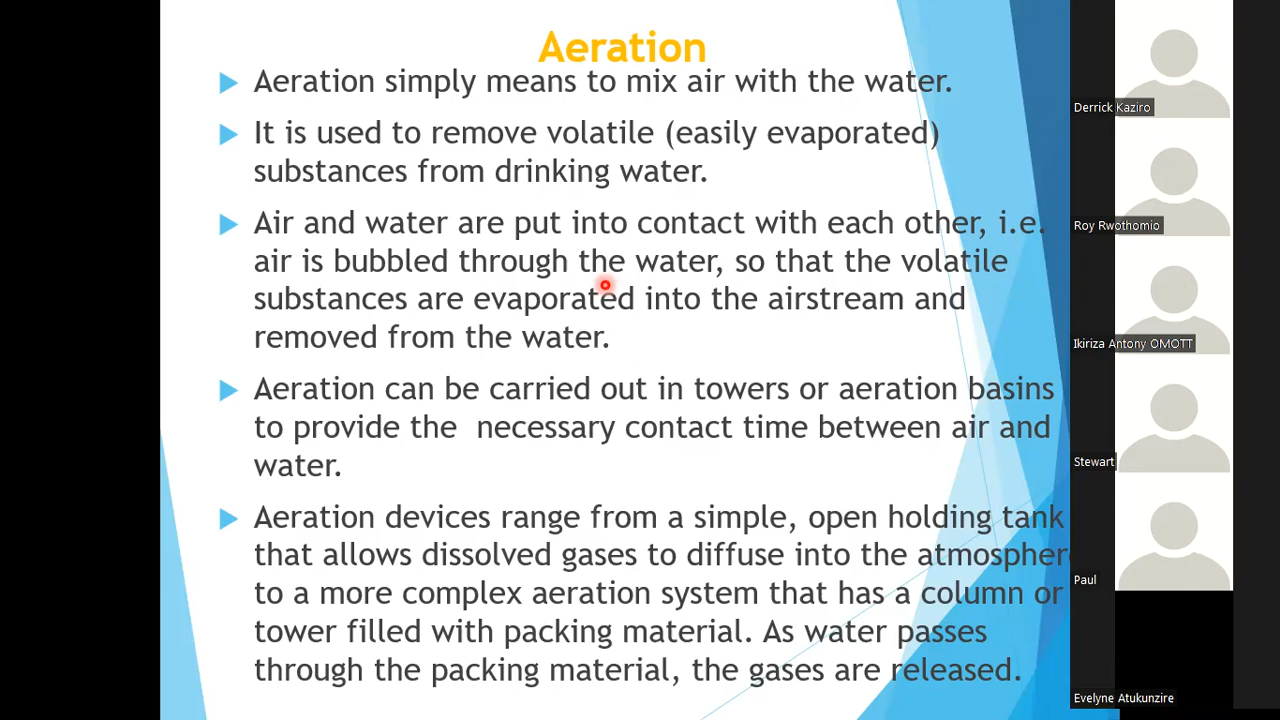 Aeration
Aeration simply means to mix air with the water.
It is used to remove volatile (easily evaporated)
substances from drinking water.
Air and water are put into contact with each other, i.e.
air is bubbled through the water, so that the volatile
substances are evaporated into the airstream and
removed from the water.
Aeration can be carried out in towers or aeration basins
to provide the necessary contact time between air and
water.
Aeration devices range from a simple, open holding tank
that allows dissolved gases to diffuse into the atmospher
to a more complex aeration system that has a column or
tower filled with packing material. As water passes
through the packing material, the gases are released.
Derrick Kaziro
Roy Rwothomio
Ikiriza Antony OMOTT
Stewart
Paul
Evelyne Atukunzire